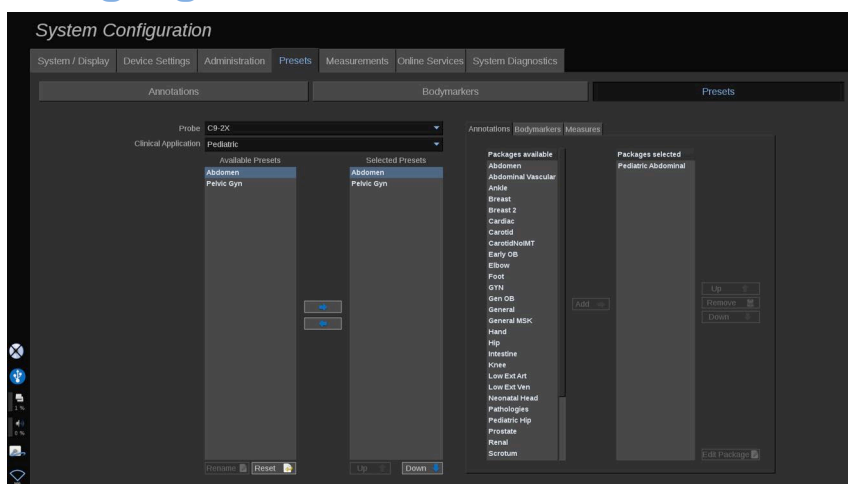 System Configuration
System / Display Device Settings Administration Presets Measurements Online Services System Diagnostics
Annotations Bodymarkers Presets
Probe C9-2X
Clinical Application Pediatric
Available Presets Selected Presets
Abdomen Abdomen
Pelvic Gyn Pelvic Gyn
Rename Reset Up Down
Annotations Bodymarkers Measures
Packages available Packages selected
Abdomen Pediatric Abdominal
Abdominal Vascular
Ankle
Breast
Breast 2
Cardiac
Carotid
CarotidNoIMT
Early OB
Elbow
Foot
GYN
Gen OB
General
General MSK
Hand
Hip
Intestine
Knee
Low Ext Art
Low Ext Ven
Neonatal Head
Pathologies
Pediatric Hip
Prostate
Renal
Scrotum
Add
Up
Remove
Down
Edit Package
1 %
0 %